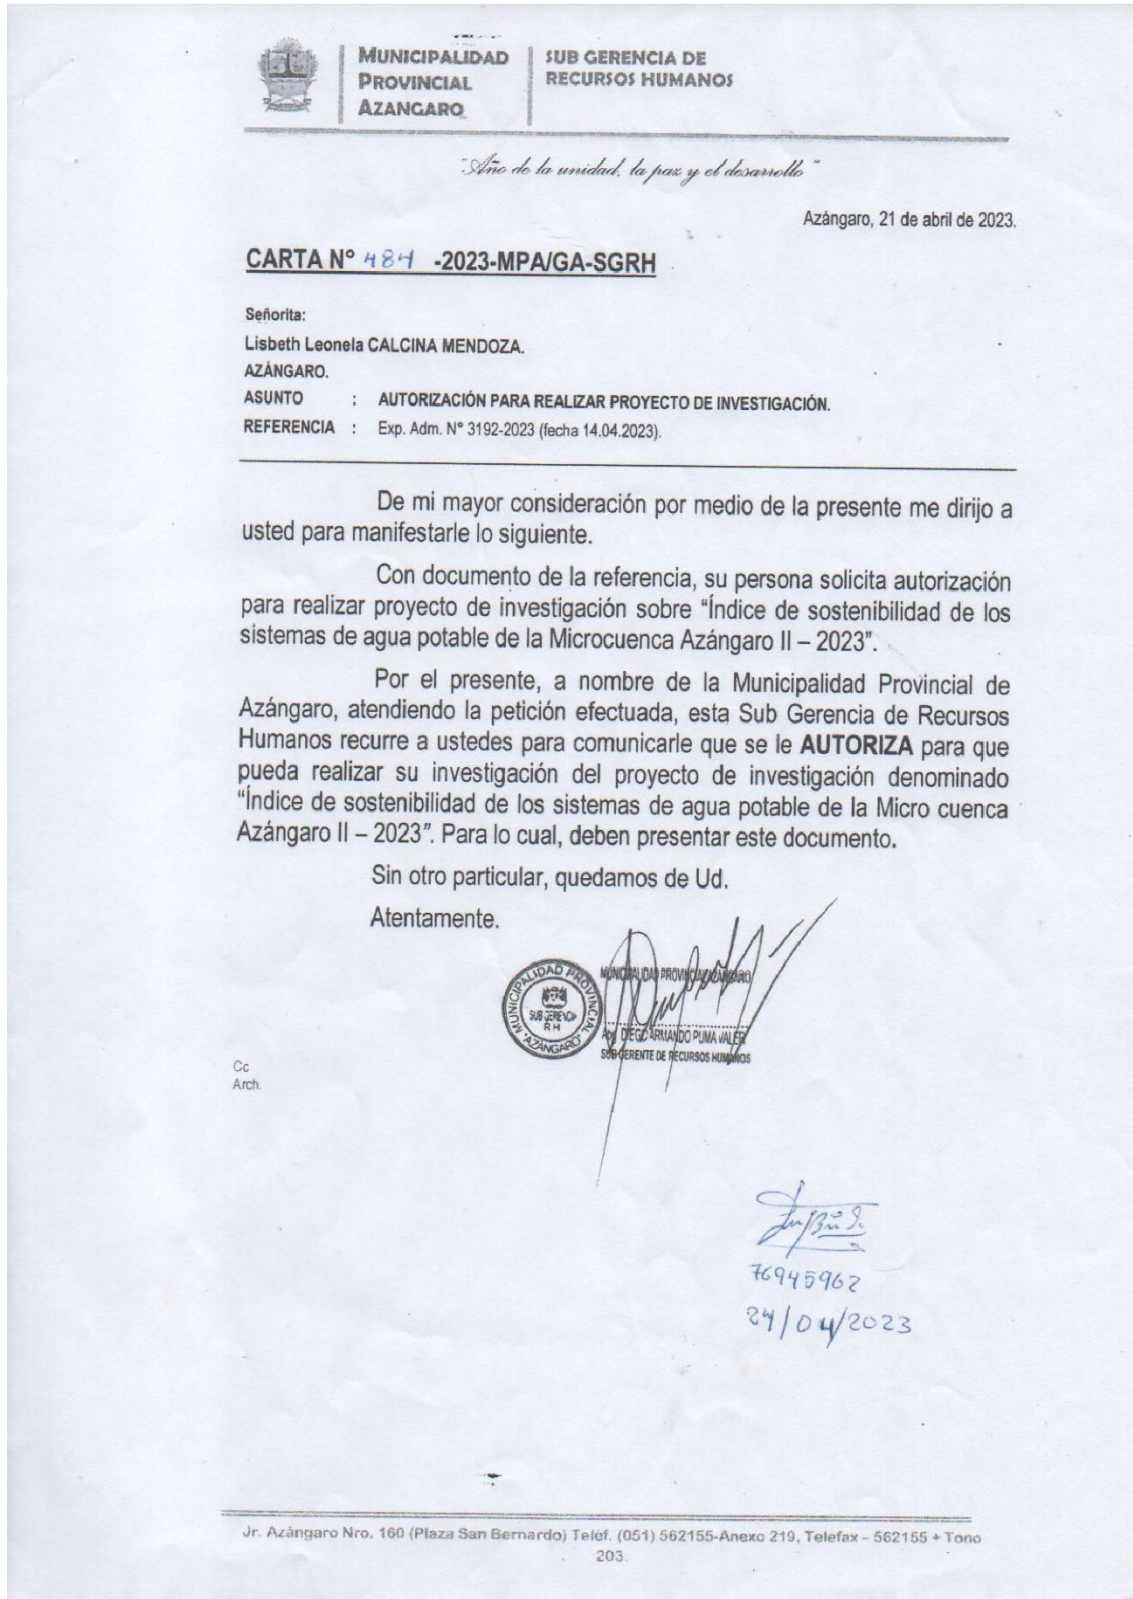 MUNICIPALIDAD
PROVINCIAL
AZANGARO
SUB GERENCIA DE
RECURSOS HUMANOS
"Año de la unidad, la paz y el desarrollo"
Azángaro, 21 de abril de 2023.
CARTA N° 484 -2023-MPA/GA-SGRH
Señorita:
Lisbeth Leonela CALCINA MENDOZA.
AZÁNGARO.
ASUNTO : AUTORIZACIÓN PARA REALIZAR PROYECTO DE INVESTIGACIÓN.
REFERENCIA : Exp. Adm. N° 3192-2023 (fecha 14.04.2023).
De mi mayor consideración por medio de la presente me dirijo a
usted para manifestarle lo siguiente.
Con documento de la referencia, su persona solicita autorización
para realizar proyecto de investigación sobre “Índice de sostenibilidad de los
sistemas de agua potable de la Microcuenca Azángaro II – 2023”.
Por el presente, a nombre de la Municipalidad Provincial de
Azángaro, atendiendo la petición efectuada, esta Sub Gerencia de Recursos
Humanos recurre a ustedes para comunicarle que se le AUTORIZA para que
pueda realizar su investigación del proyecto de investigación denominado
“Índice de sostenibilidad de los sistemas de agua potable de la Micro cuenca
Azángaro II – 2023”. Para lo cual, deben presentar este documento.
Sin otro particular, quedamos de Ud.
Atentamente.
MUNICIPALIDAD PROVINCIAL
SUB GERENCIA
RH
"AZÁNGARO"
MUNICIPALIDAD PROVINCIAL AZANGARO
Abg. DIEGO ARMANDO PUMA VALER
SUB GERENTE DE RECURSOS HUMANOS
Cc
Arch.
76945962
24/04/2023
Jr. Azángaro Nro. 160 (Plaza San Bernardo) Teléf. (051) 562155-Anexo 219, Telefax – 562155 + Tono
203.